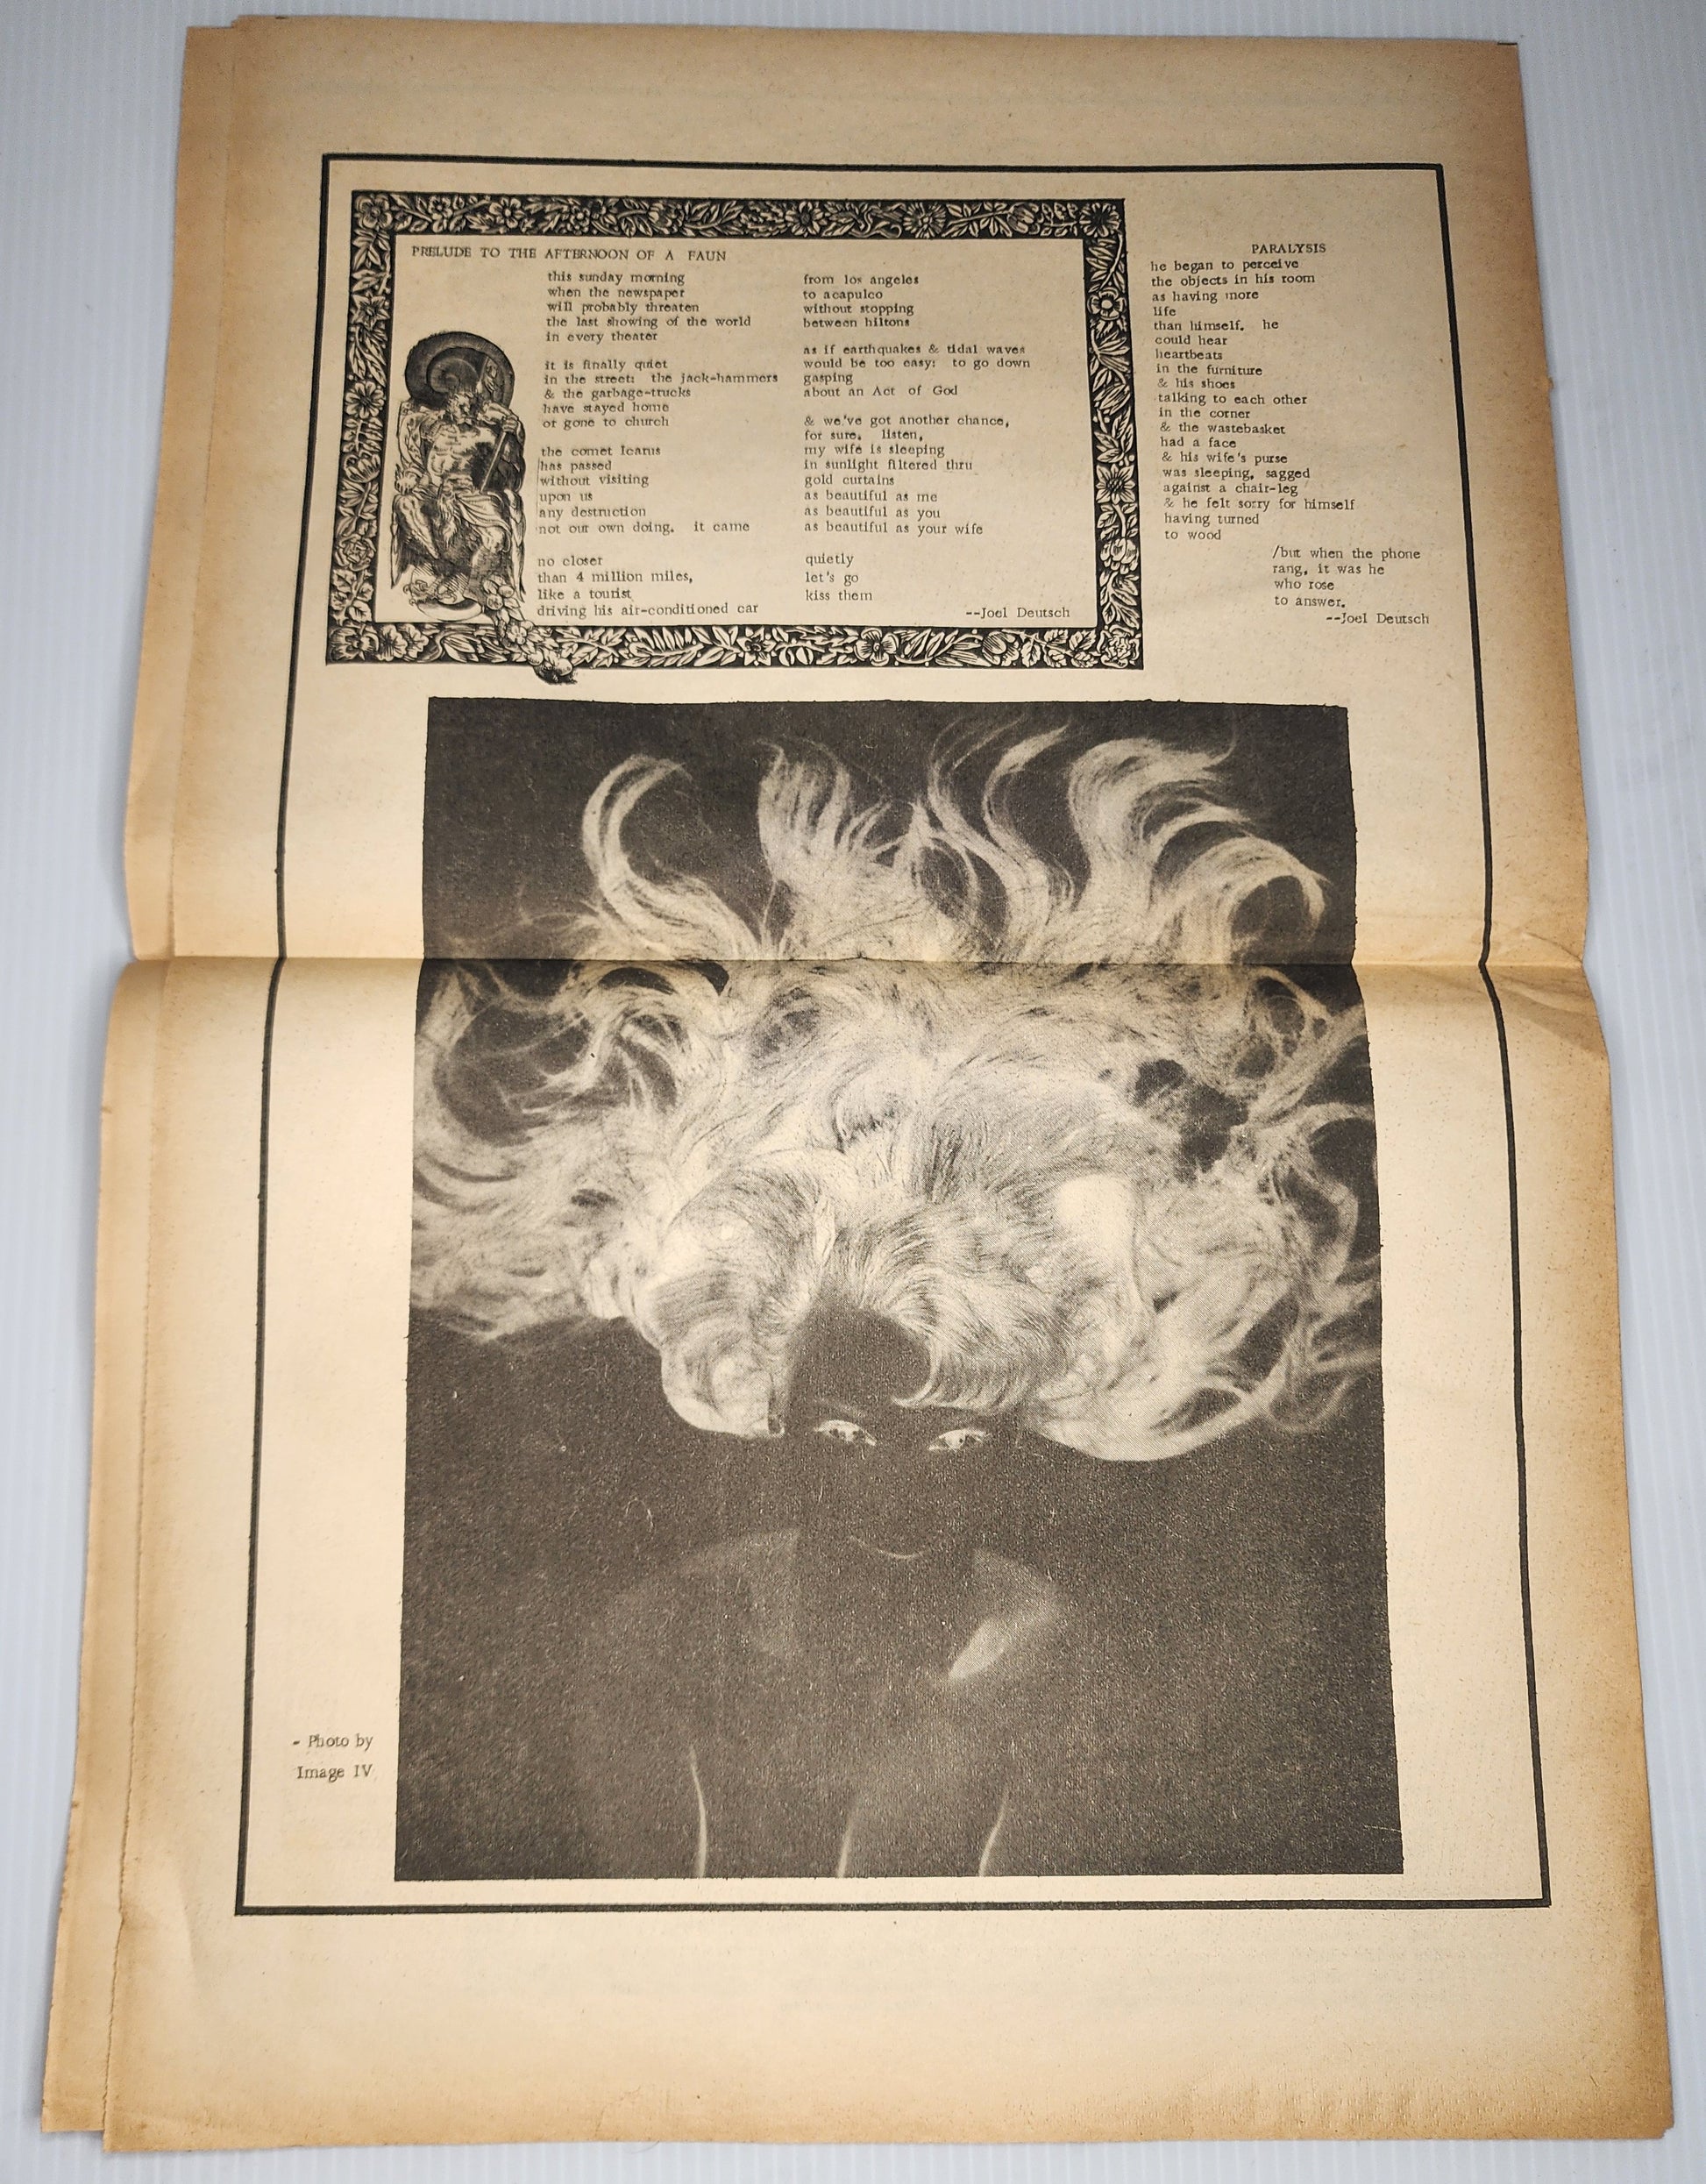 PRELUDE TO THE AFTERNOON OF A FAUN
this sunday morning
when the newspaper
will probably threaten
the last showing of the world
in every theater
it is finally quiet
in the street: the jack-hammers
& the garbage-trucks
have stayed home
or gone to church
the comet Icarus
has passed
without visiting
upon us
any destruction
not our own doing. it came
no closer
than 4 million miles,
like a tourist
driving his air-conditioned car
from los angeles
to acapulco
without stopping
between hiltons
as if earthquakes & tidal waves
would be too easy: to go down
gasping
about an Act of God
& we've got another chance,
for sure. listen,
my wife is sleeping
in sunlight filtered thru
gold curtains
as beautiful as me
as beautiful as you
as beautiful as your wife
quietly
let's go
kiss them
--Joel Deutsch
PARALYSIS
he began to perceive
the objects in his room
as having more
life
than himself. he
could hear
heartbeats
in the furniture
& his shoes
talking to each other
in the corner
& the wastebasket
had a face
& his wife's purse
was sleeping, sagged
against a chair-leg
& he felt sorry for himself
having turned
to wood
/but when the phone
rang, it was he
who rose
to answer.
--Joel Deutsch
- Photo by
Image IV